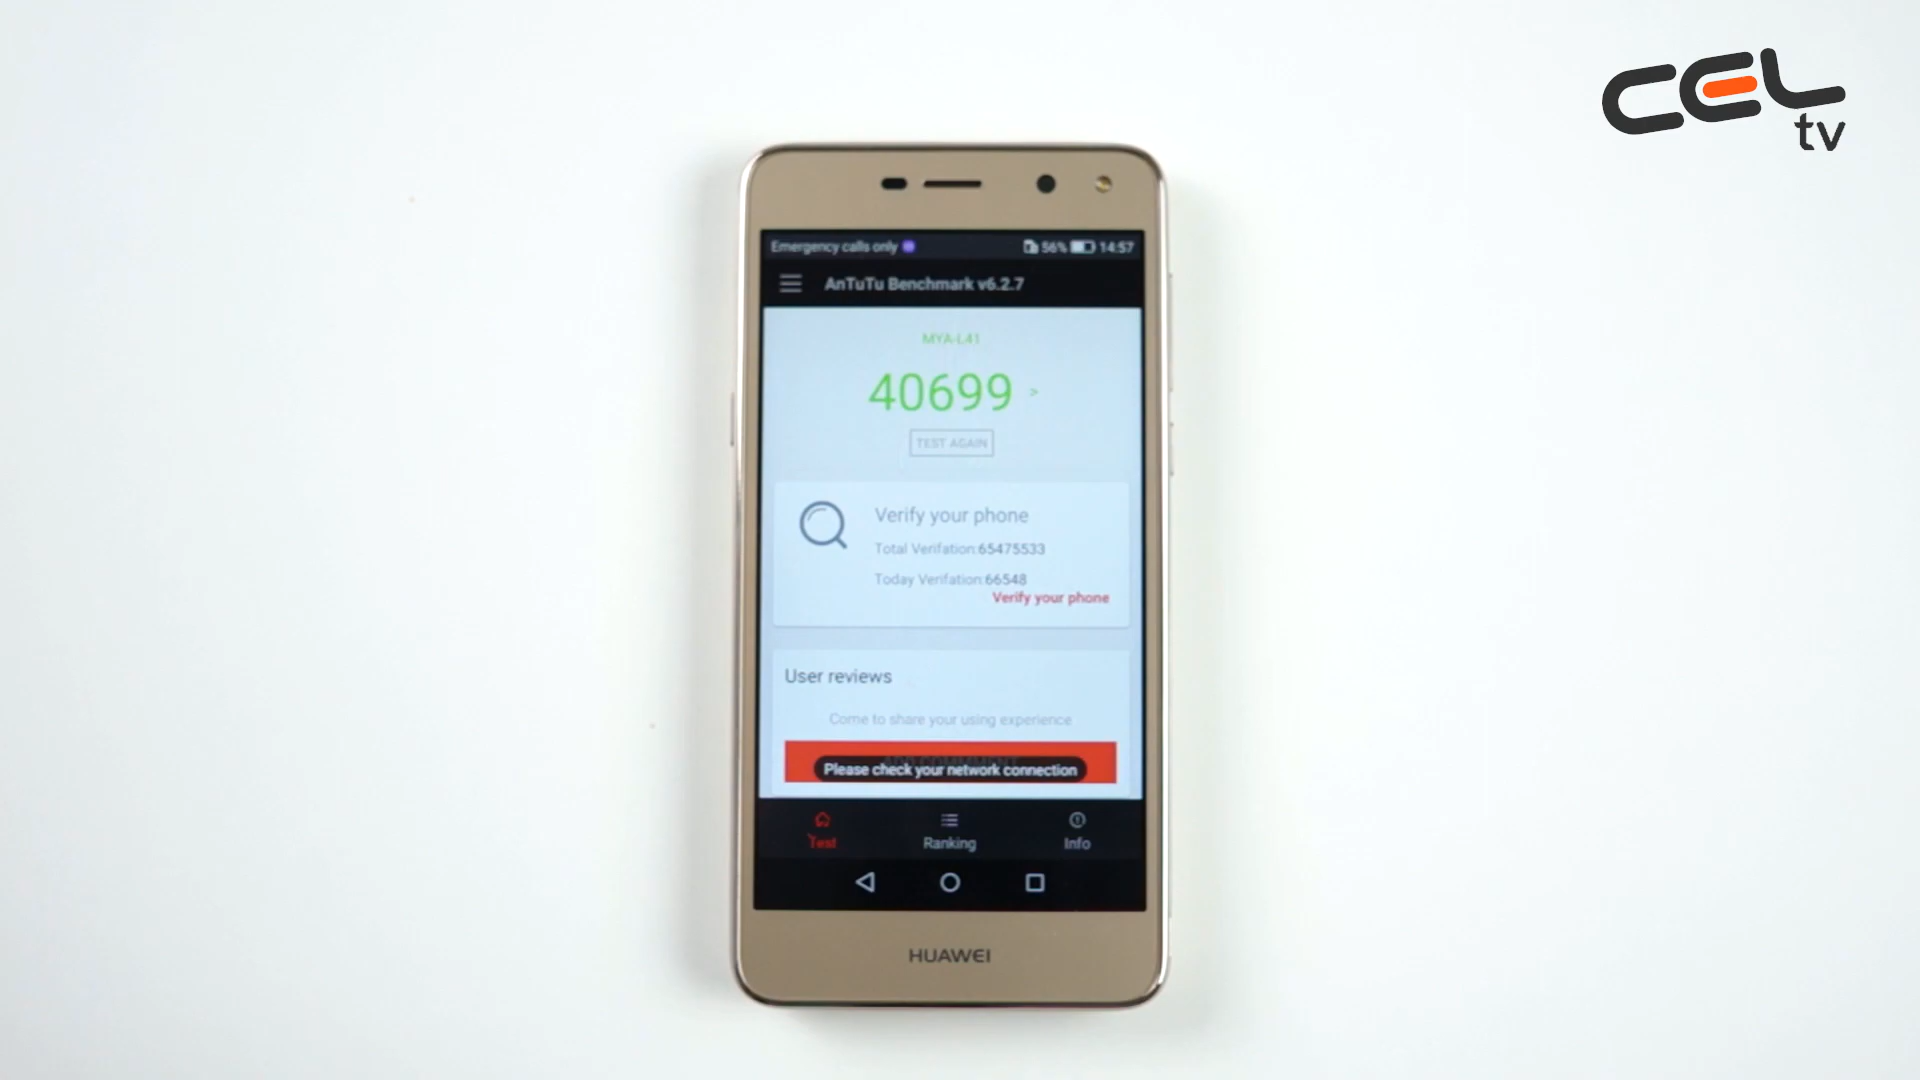 CEL
tv
Emergency calls only 56% 14:57
AnTuTu Benchmark v6.2.7
MYA-L41
40699 >
TEST AGAIN
Verify your phone
Total Verifation:65475533
Today Verifation:66548
Verify your phone
User reviews
Come to share your using experience
Please check your network connection
Test Ranking Info
HUAWEI